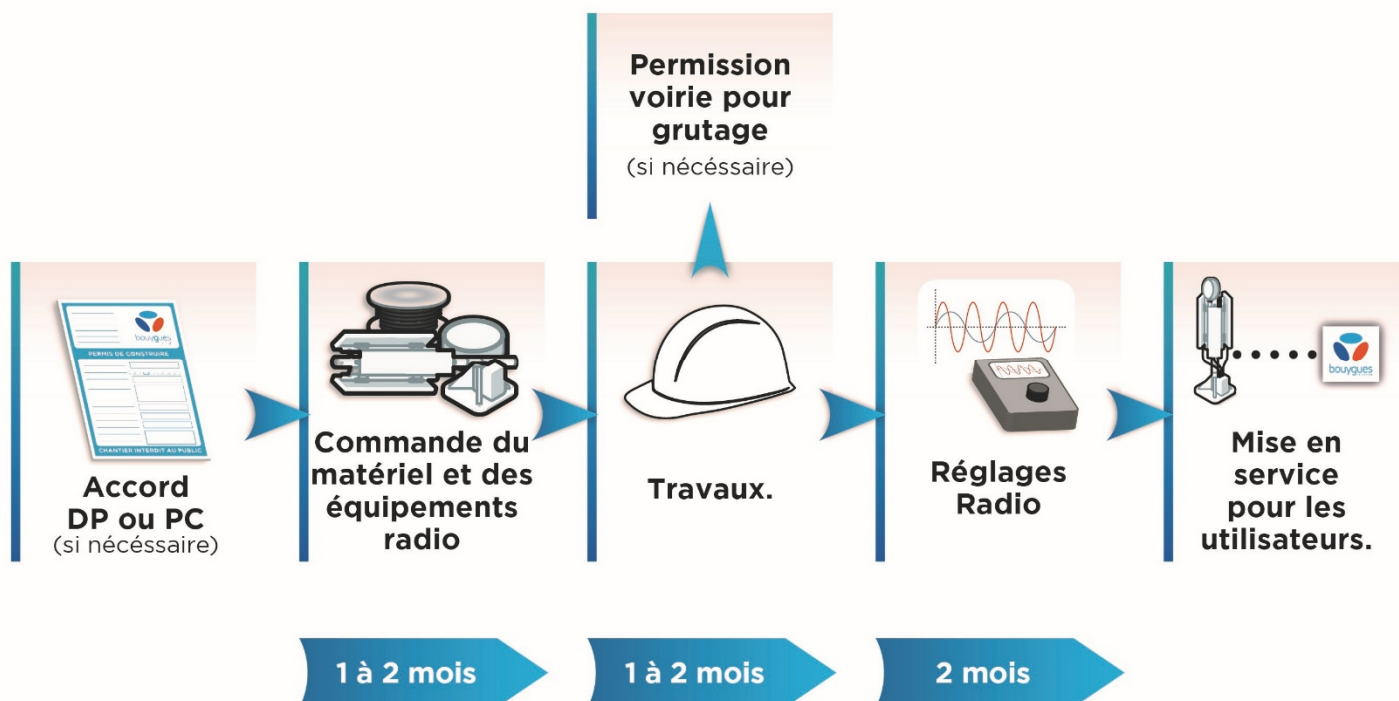 Permission
voirie pour
grutage
(si nécéssaire)
bouygues
PERMIS DE CONSTRUIRE
CHANTIER INTERDIT AU PUBLIC
Accord
DP ou PC
(si nécéssaire)
Commande du
matériel et des
équipements
radio
Travaux.
Réglages
Radio
bouygues
Mise en
service
pour les
utilisateurs.
1 à 2 mois
1 à 2 mois
2 mois